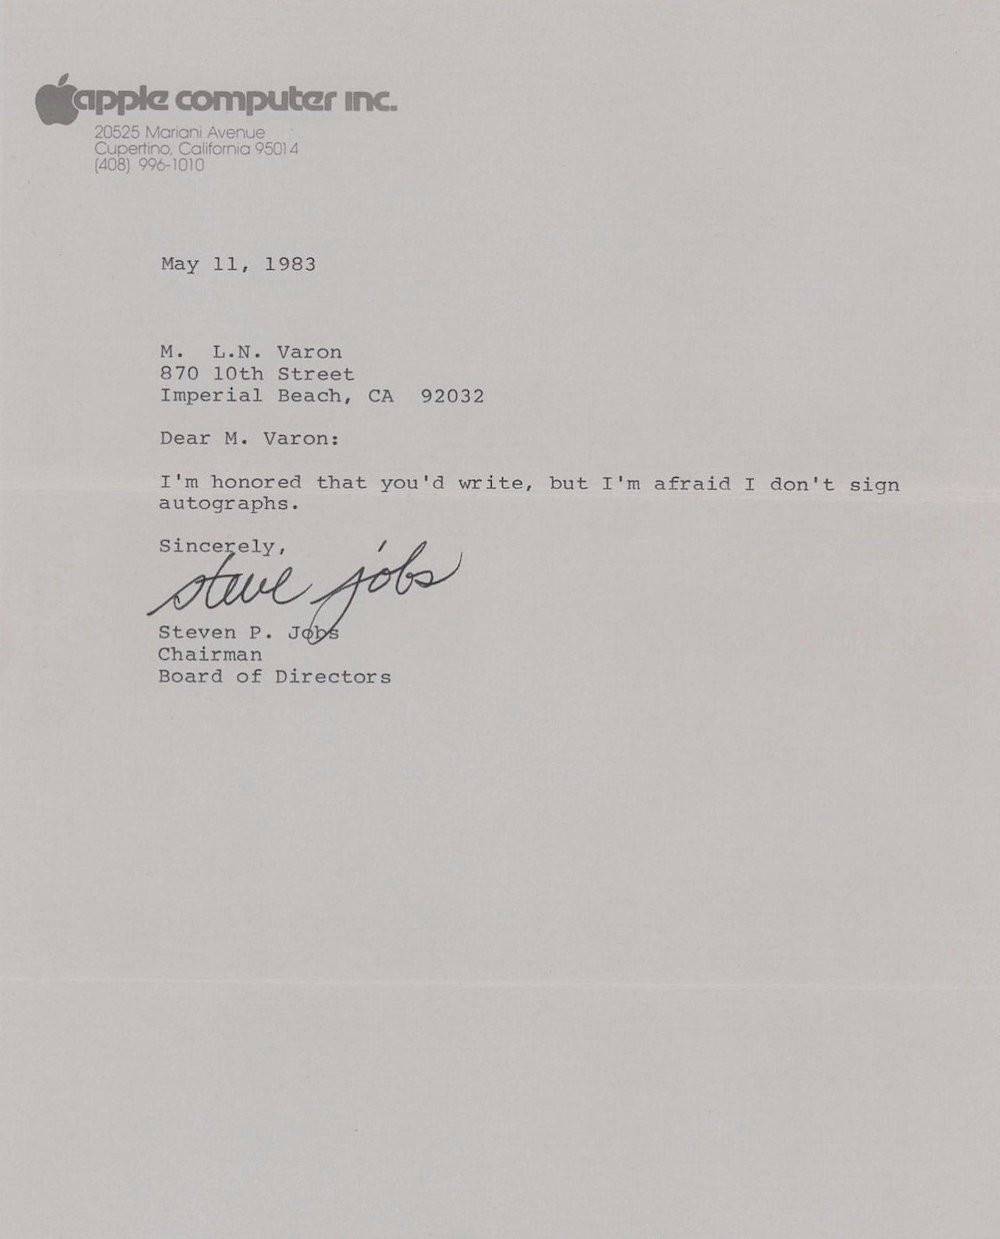 apple computer inc.
20525 Mariani Avenue
Cupertino, California 95014
(408) 996-1010
May 11, 1983
M.  L.N. Varon
870 10th Street
Imperial Beach, CA  92032
Dear M. Varon:
I'm honored that you'd write, but I'm afraid I don't sign
autographs.
Sincerely,
steve jobs
Steven P. Jobs
Chairman
Board of Directors